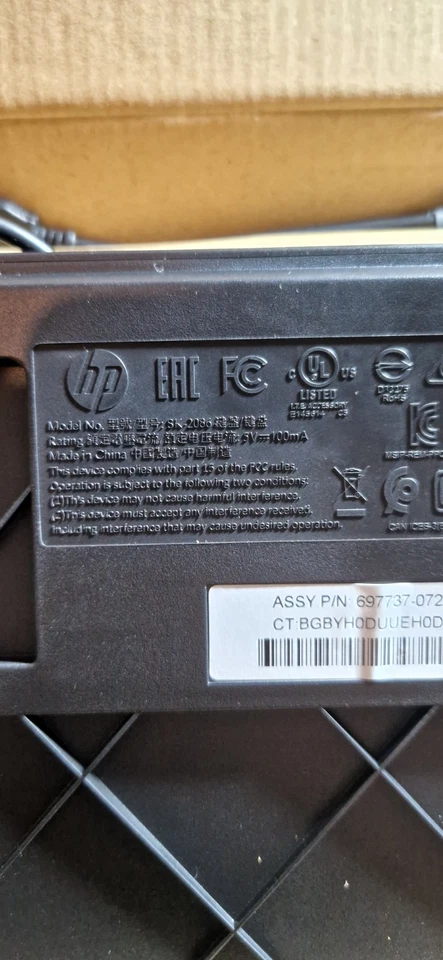 hp EAC FC c UL US
LISTED
I.T.E. ACCESSORY
D33278
ROHS
Model No. 型號/型号: SK-2086 鍵盤/键盘
Rating 額定電壓電流/额定电压电流: 5V⎓100mA
Made in China 中國製造/中国制造
This device complies with part 15 of the FCC rules.
Operation is subject to the following two conditions:
(1)This device may not cause harmful interference.
(2)This device must accept any interference received.
including interference that may cause undesired operation.
ASSY P/N: 697737-072
CT:BGBYH0DUUEH0D